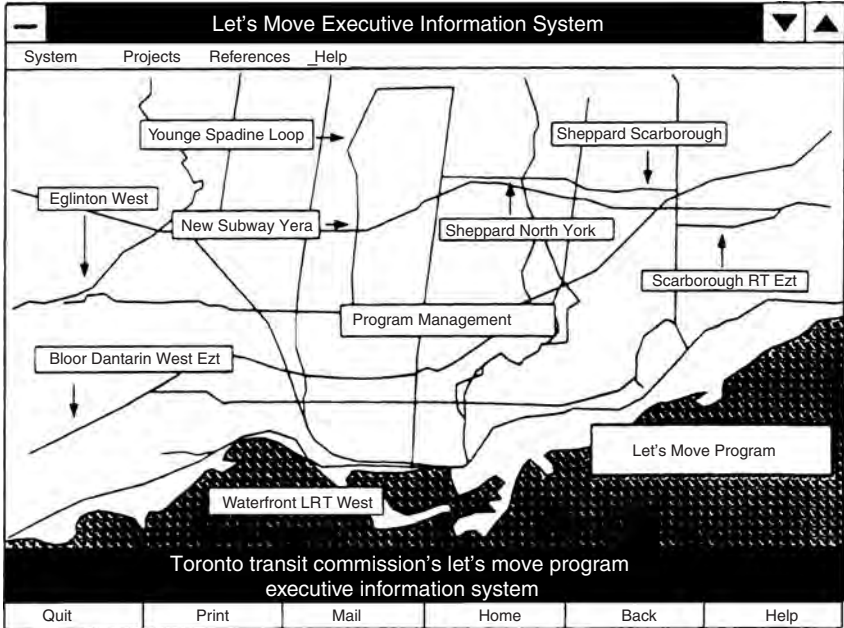 Let's Move Executive Information System
System Projects References _Help
Younge Spadine Loop
Sheppard Scarborough
Eglinton West
New Subway Yera
Sheppard North York
Scarborough RT Ezt
Program Management
Bloor Dantarin West Ezt
Let's Move Program
Waterfront LRT West
Toronto transit commission's let's move program
executive information system
Quit Print Mail Home Back Help